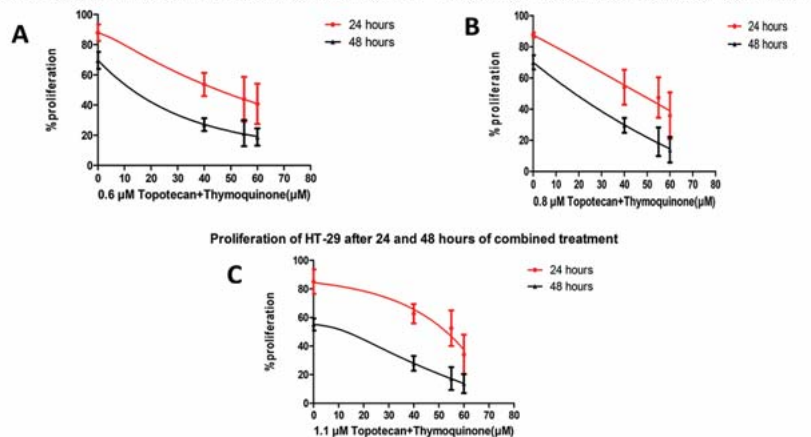 A
% proliferation
100
80
60
40
20
0
0 10 20 30 40 50 60 70 80
0.6 µM Topotecan+Thymoquinone(µM)
24 hours
48 hours
B
% proliferation
100
80
60
40
20
0
0 10 20 30 40 50 60 70 80
0.8 µM Topotecan+Thymoquinone(µM)
24 hours
48 hours
Proliferation of HT-29 after 24 and 48 hours of combined treatment
C
% proliferation
100
80
60
40
20
0
0 10 20 30 40 50 60 70 80
1.1 µM Topotecan+Thymoquinone(µM)
24 hours
48 hours